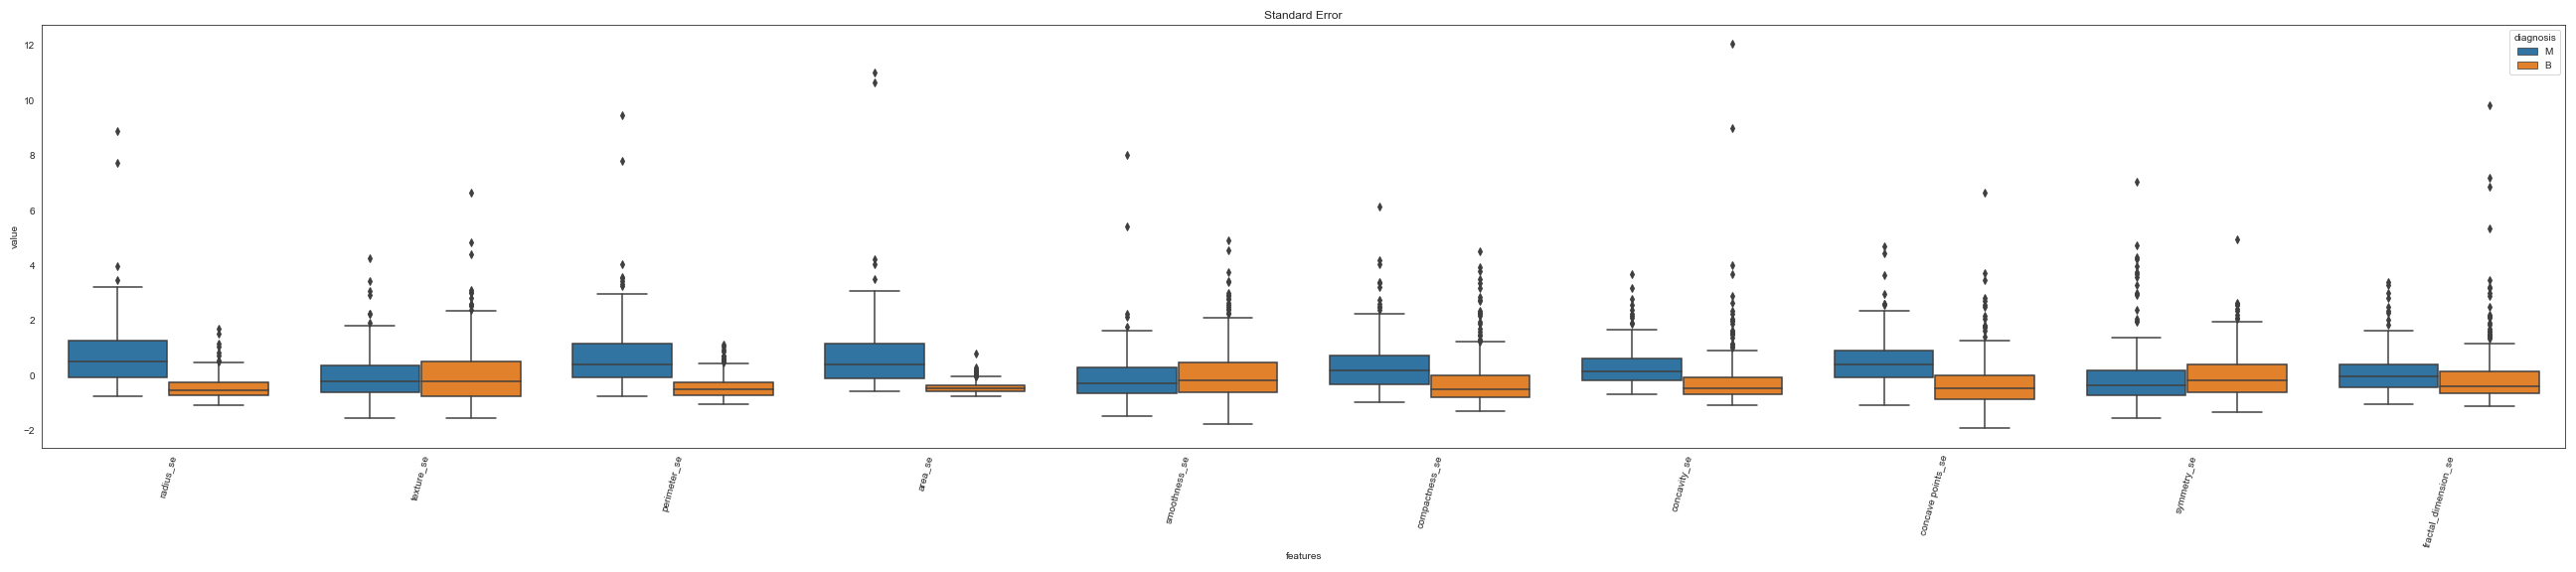 Standard Error
12
10
8
6
4
2
0
−2
value
diagnosis
M
B
radius_se
texture_se
perimeter_se
area_se
smoothness_se
compactness_se
concavity_se
concave points_se
symmetry_se
fractal_dimension_se
features